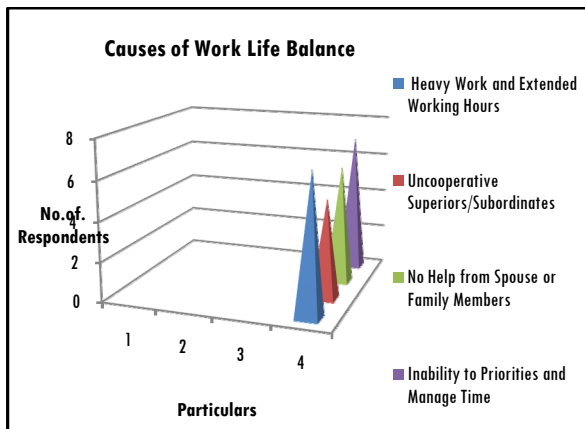 Causes of Work Life Balance
8
6
4
2
0
No.of.
Respondents
1
2
3
4
Particulars
Heavy Work and Extended
Working Hours
Uncooperative
Superiors/Subordinates
No Help from Spouse or
Family Members
Inability to Priorities and
Manage Time